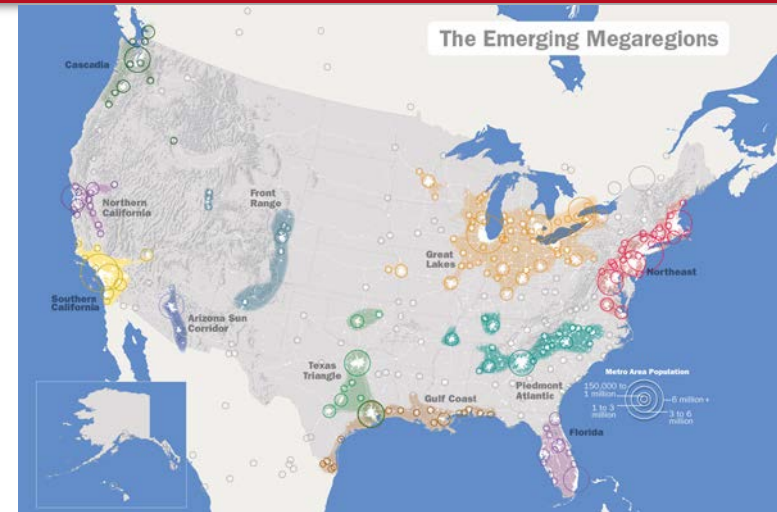 The Emerging Megaregions
Cascadia
Northern
California
Front
Range
Great
Lakes
Northeast
Southern
California
Arizona Sun
Corridor
Texas
Triangle
Gulf Coast
Piedmont
Atlantic
Florida
Metro Area Population
150,000 to
1 million
1 to 3
million
6 million +
3 to 6
million